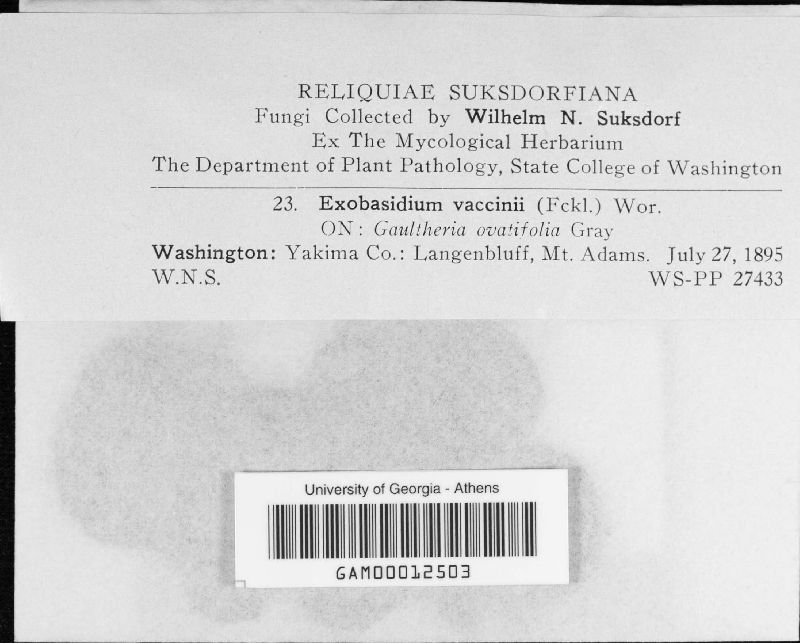 RELIQUIAE SUKSDORFIANA
Fungi Collected by Wilhelm N. Suksdorf
Ex The Mycological Herbarium
The Department of Plant Pathology, State College of Washington
23. Exobasidium vaccinii (Fckl.) Wor.
ON: Gaultheria ovatifolia Gray
Washington: Yakima Co.: Langenbluff, Mt. Adams. July 27, 1895
W.N.S. WS-PP 27433
University of Georgia - Athens
GAM00012503